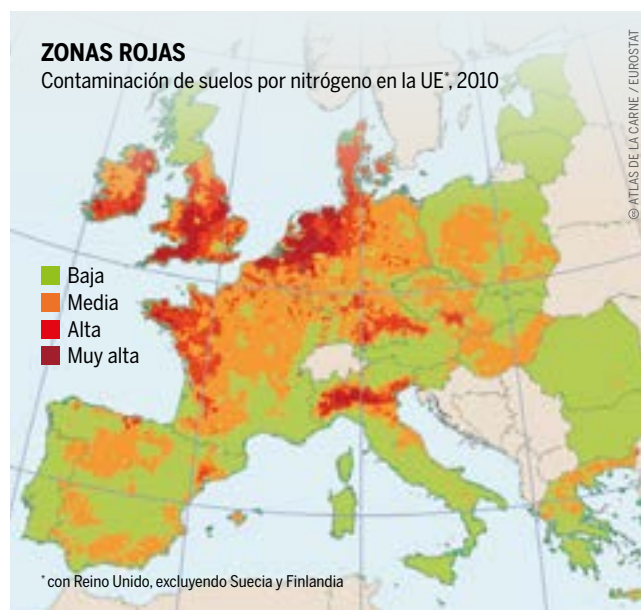 ZONAS ROJAS
Contaminación de suelos por nitrógeno en la UE*, 2010
© ATLAS DE LA CARNE / EUROSTAT
Baja
Media
Alta
Muy alta
* con Reino Unido, excluyendo Suecia y Finlandia